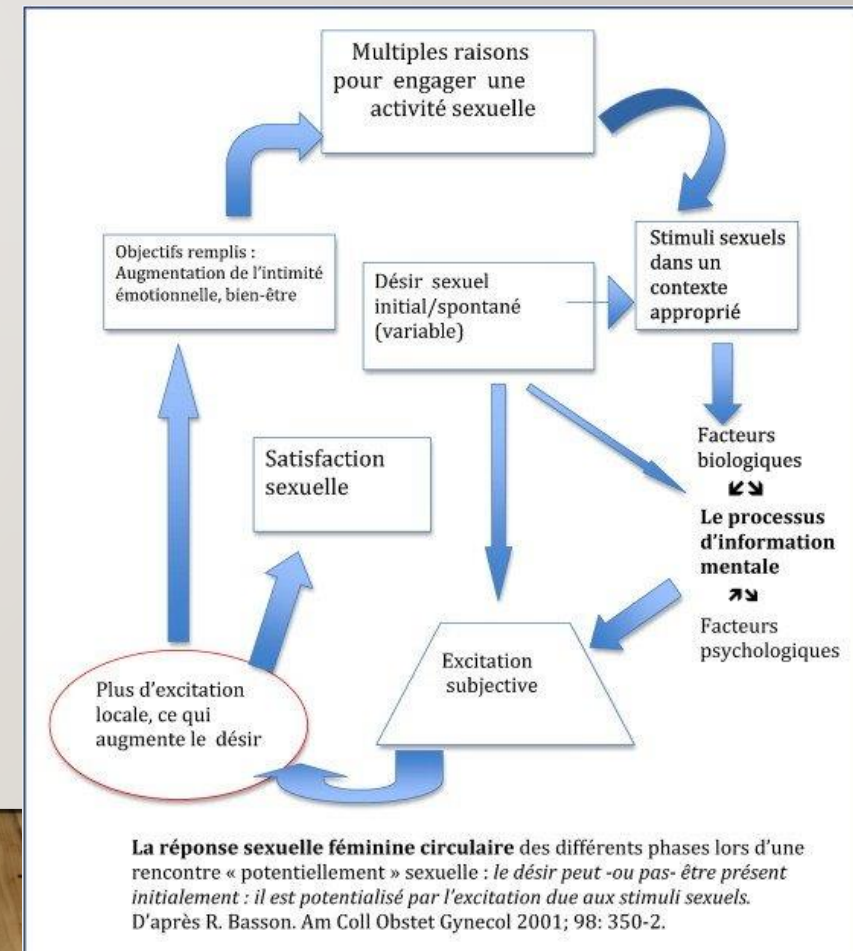 Multiples raisons
pour engager une
activité sexuelle
Objectifs remplis :
Augmentation de l'intimité
émotionnelle, bien-être
Désir sexuel
initial/spontané
(variable)
Stimuli sexuels
dans un
contexte
approprié
Satisfaction
sexuelle
Facteurs
biologiques
Le processus
d'information
mentale
Facteurs
psychologiques
Excitation
subjective
Plus d'excitation
locale, ce qui
augmente le désir
La réponse sexuelle féminine circulaire des différents phases lors d'une
rencontre « potentiellement » sexuelle : le désir peut -ou pas- être présent
initialement : il est potentialisé par l'excitation due aux stimuli sexuels.
D'après R. Basson. Am Coll Obstet Gynecol 2001; 98: 350-2.